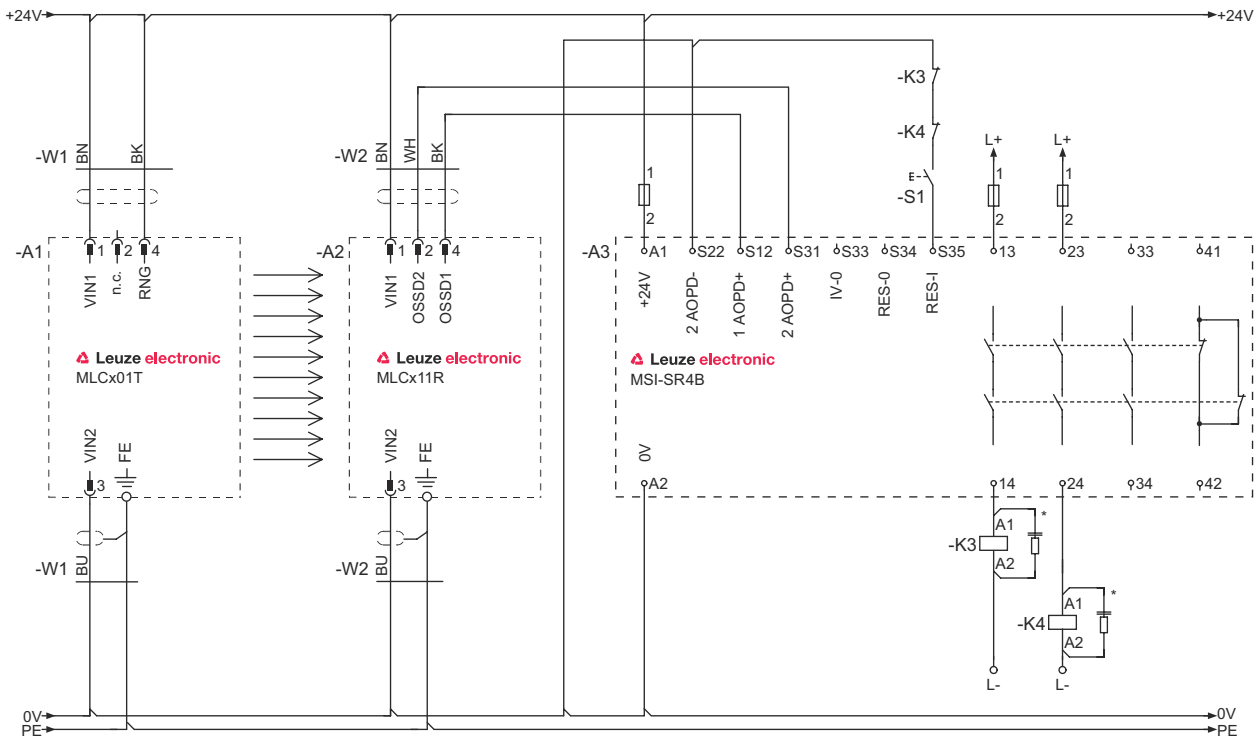 +24V +24V
-K3
-K4
L+ L+
-W1 BN BK -W2 BN WH BK
1 1 1
E-- -S1
2 2 2
-A1 1 2 4 -A2 1 2 4 -A3 A1 S22 S12 S31 S33 S34 S35 13 23 33 41
VIN1 n.c. RNG VIN1 OSSD2 OSSD1 +24V 2 AOPD- 1 AOPD+ 2 AOPD+ IV-0 RES-0 RES-I
Leuze electronic Leuze electronic Leuze electronic
MLCx01T MLCx11R MSI-SR4B
VIN2 FE VIN2 FE 0V
3 3 A2 14 24 34 42
A1 *
-K3
A2
-W1 BU -W2 BU
A1 *
-K4
A2
L- L-
0V 0V
PE PE